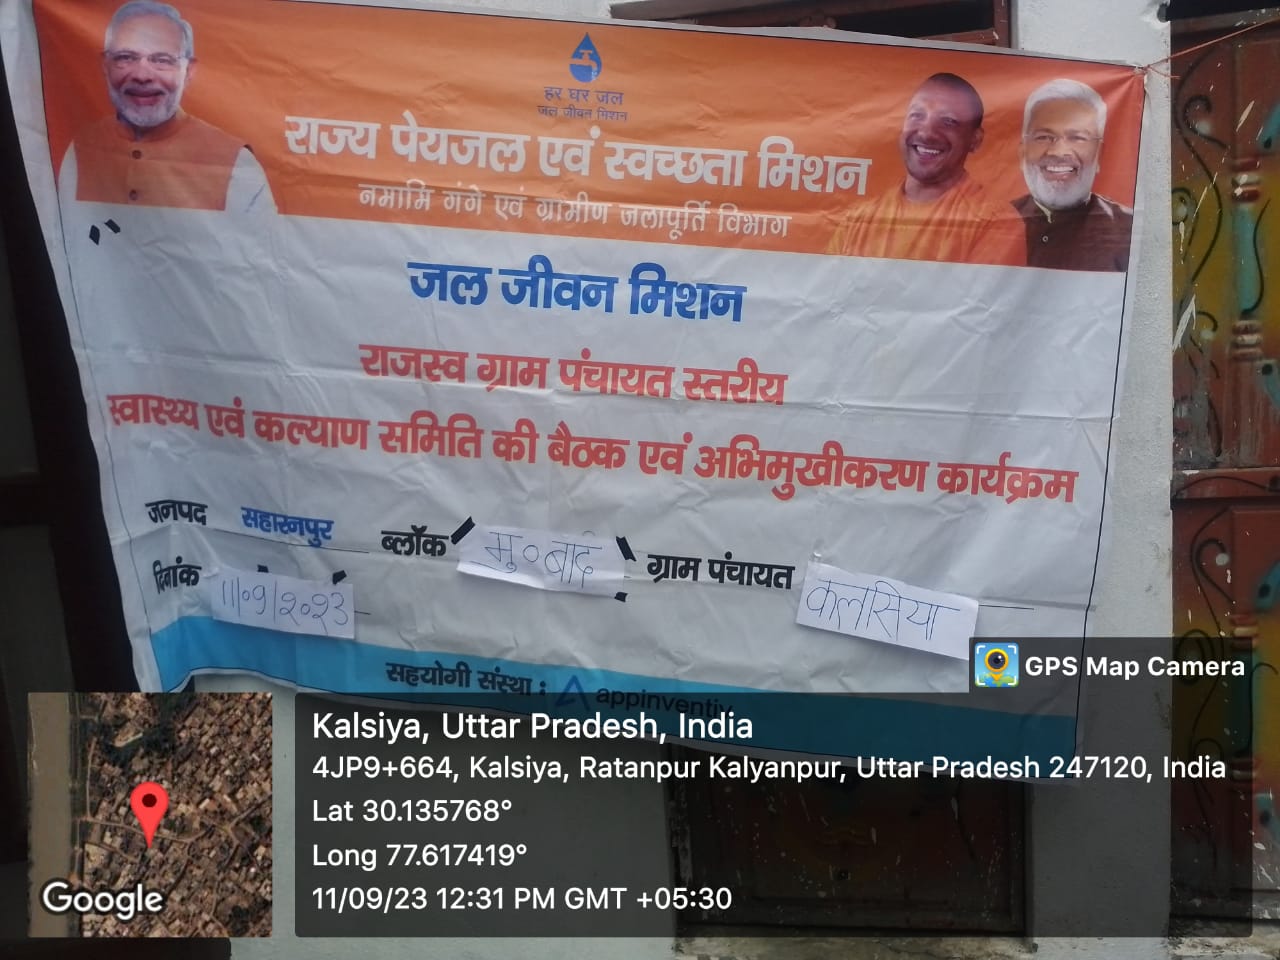 हर घर जल
जल जीवन मिशन
राज्य पेयजल एवं स्वच्छता मिशन
नमामि गंगे एवं ग्रामीण जलापूर्ति विभाग
जल जीवन मिशन
राजस्व ग्राम पंचायत स्तरीय
स्वास्थ्य एवं कल्याण समिति की बैठक एवं अभिमुखीकरण कार्यक्रम
जनपद सहारनपुर ब्लॉक मु०बाद ग्राम पंचायत कलसिया
दिनांक 11/09/2023
सहयोगी संस्था : appinventiv
GPS Map Camera
Kalsiya, Uttar Pradesh, India
4JP9+664, Kalsiya, Ratanpur Kalyanpur, Uttar Pradesh 247120, India
Lat 30.135768°
Long 77.617419°
11/09/23 12:31 PM GMT +05:30
Google